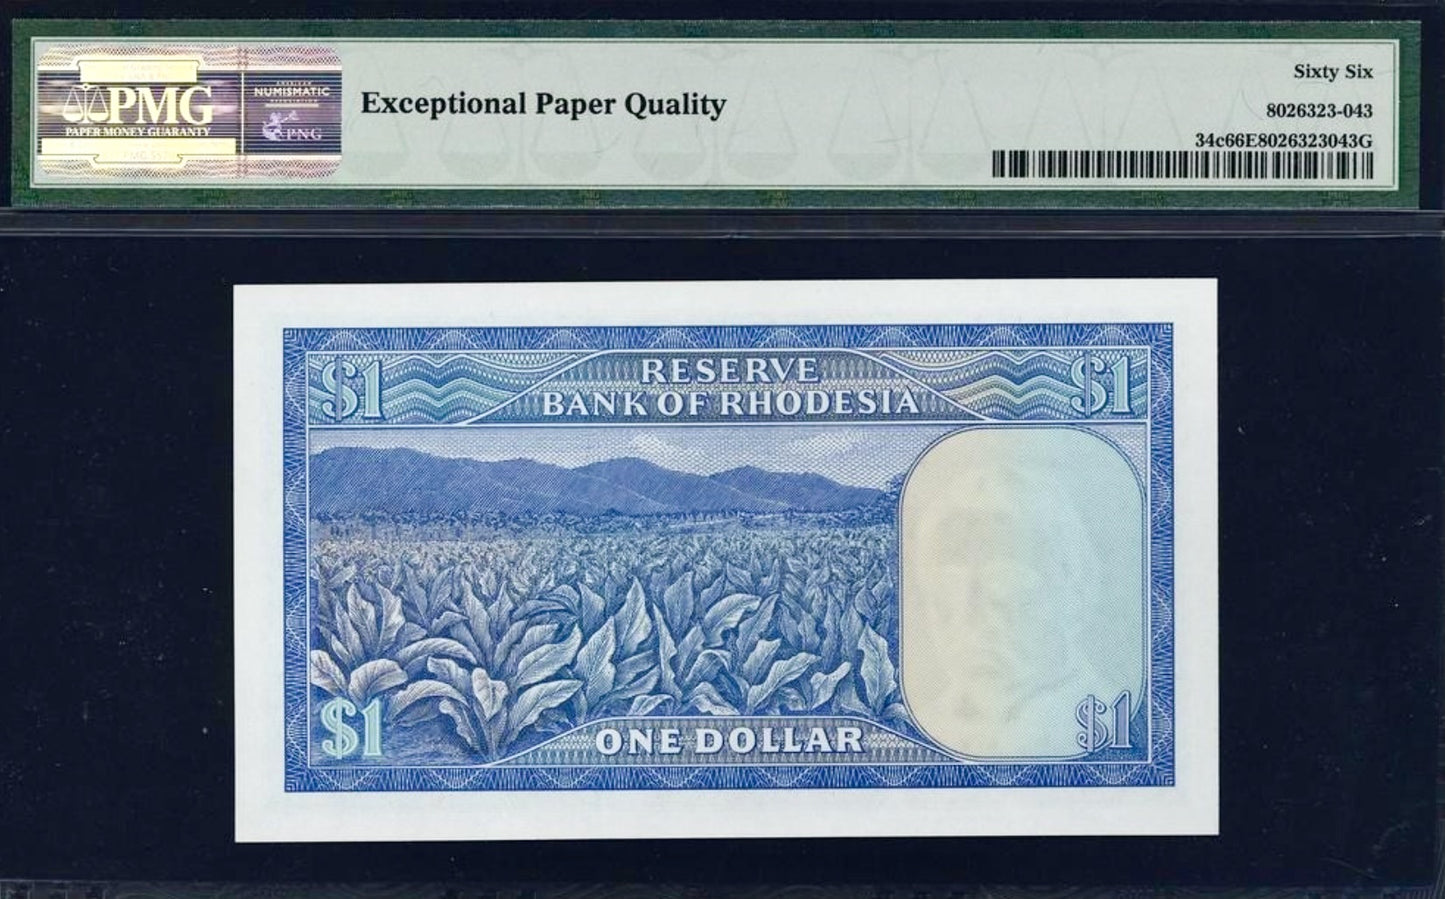 PMG
PAPER MONEY GUARANTY
NUMISMATIC
PNG
Exceptional Paper Quality
Sixty Six
8026323-043
34c66E8026323043G
$1
RESERVE
$1
BANK OF RHODESIA
$1
ONE DOLLAR
$1